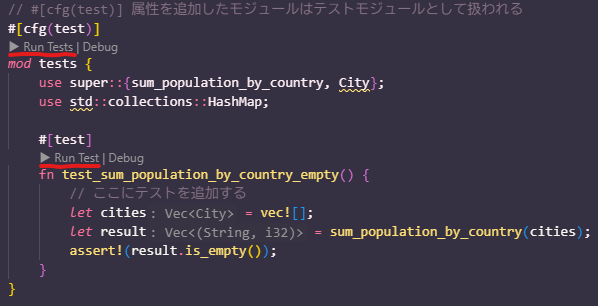 // #[cfg(test)] 属性を追加したモジュールはテストモジュールとして扱われる
#[cfg(test)]
▶ Run Tests | Debug
mod tests {
    use super::{sum_population_by_country, City};
    use std::collections::HashMap;

    #[test]
    ▶ Run Test | Debug
    fn test_sum_population_by_country_empty() {
        // ここにテストを追加する
        let cities: Vec<City> = vec![];
        let result: Vec<(String, i32)> = sum_population_by_country(cities);
        assert!(result.is_empty());
    }
}